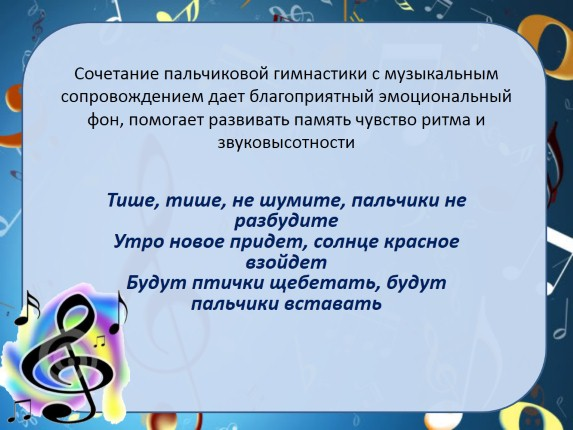 Сочетание пальчиковой гимнастики с музыкальным
сопровождением дает благоприятный эмоциональный
фон, помогает развивать память чувство ритма и
звуковысотности
Тише, тише, не шумите, пальчики не
разбудите
Утро новое придет, солнце красное
взойдет
Будут птички щебетать, будут
пальчики вставать